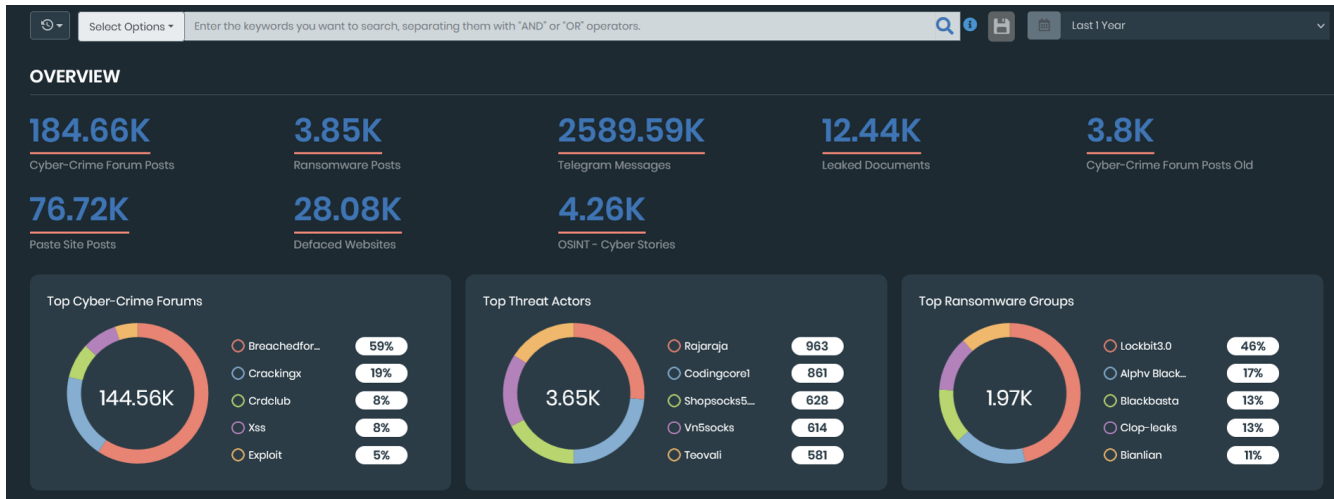 Select Options
Enter the keywords you want to search, separating them with "AND" or "OR" operators.
Last 1 Year
OVERVIEW
184.66K
Cyber-Crime Forum Posts
3.85K
Ransomware Posts
2589.59K
Telegram Messages
12.44K
Leaked Documents
3.8K
Cyber-Crime Forum Posts Old
76.72K
Paste Site Posts
28.08K
Defaced Websites
4.26K
OSINT - Cyber Stories
Top Cyber-Crime Forums
144.56K
Breachedfor... 59%
Crackingx 19%
Crdclub 8%
Xss 8%
Exploit 5%
Top Threat Actors
3.65K
Rajaraja 963
Codingcore1 861
Shopsocks5... 628
Vn5socks 614
Teovali 581
Top Ransomware Groups
1.97K
Lockbit3.0 46%
Alphv Black... 17%
Blackbasta 13%
Clop-leaks 13%
Bianlian 11%